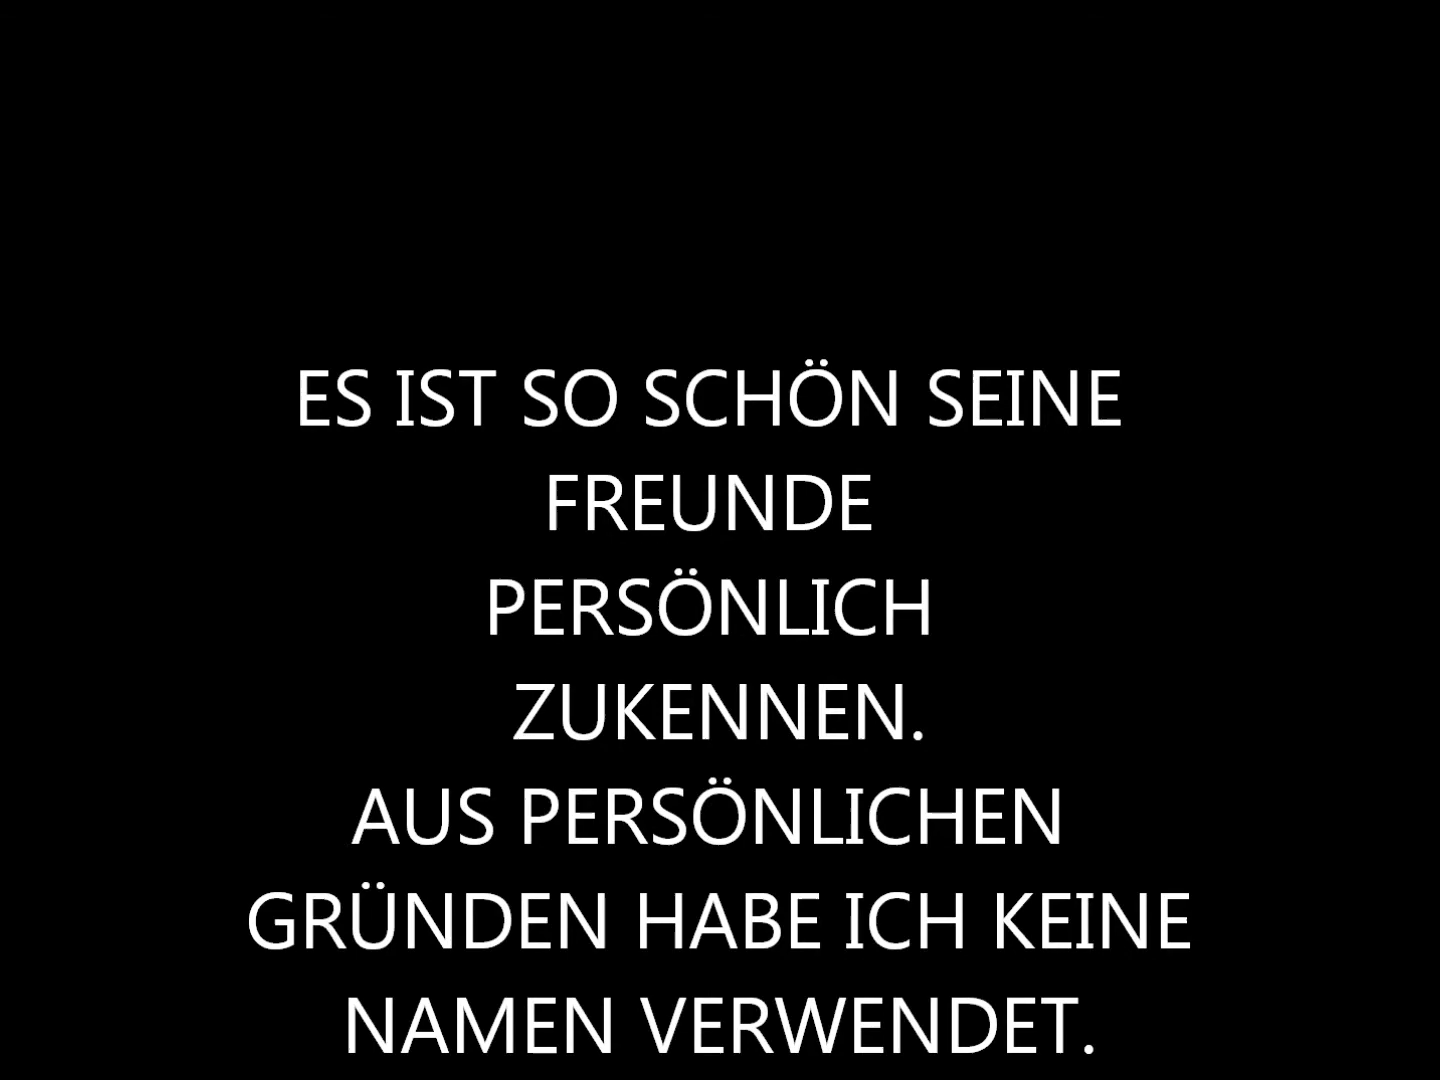 ES IST SO SCHÖN SEINE
FREUNDE
PERSÖNLICH
ZUKENNEN.
AUS PERSÖNLICHEN
GRÜNDEN HABE ICH KEINE
NAMEN VERWENDET.